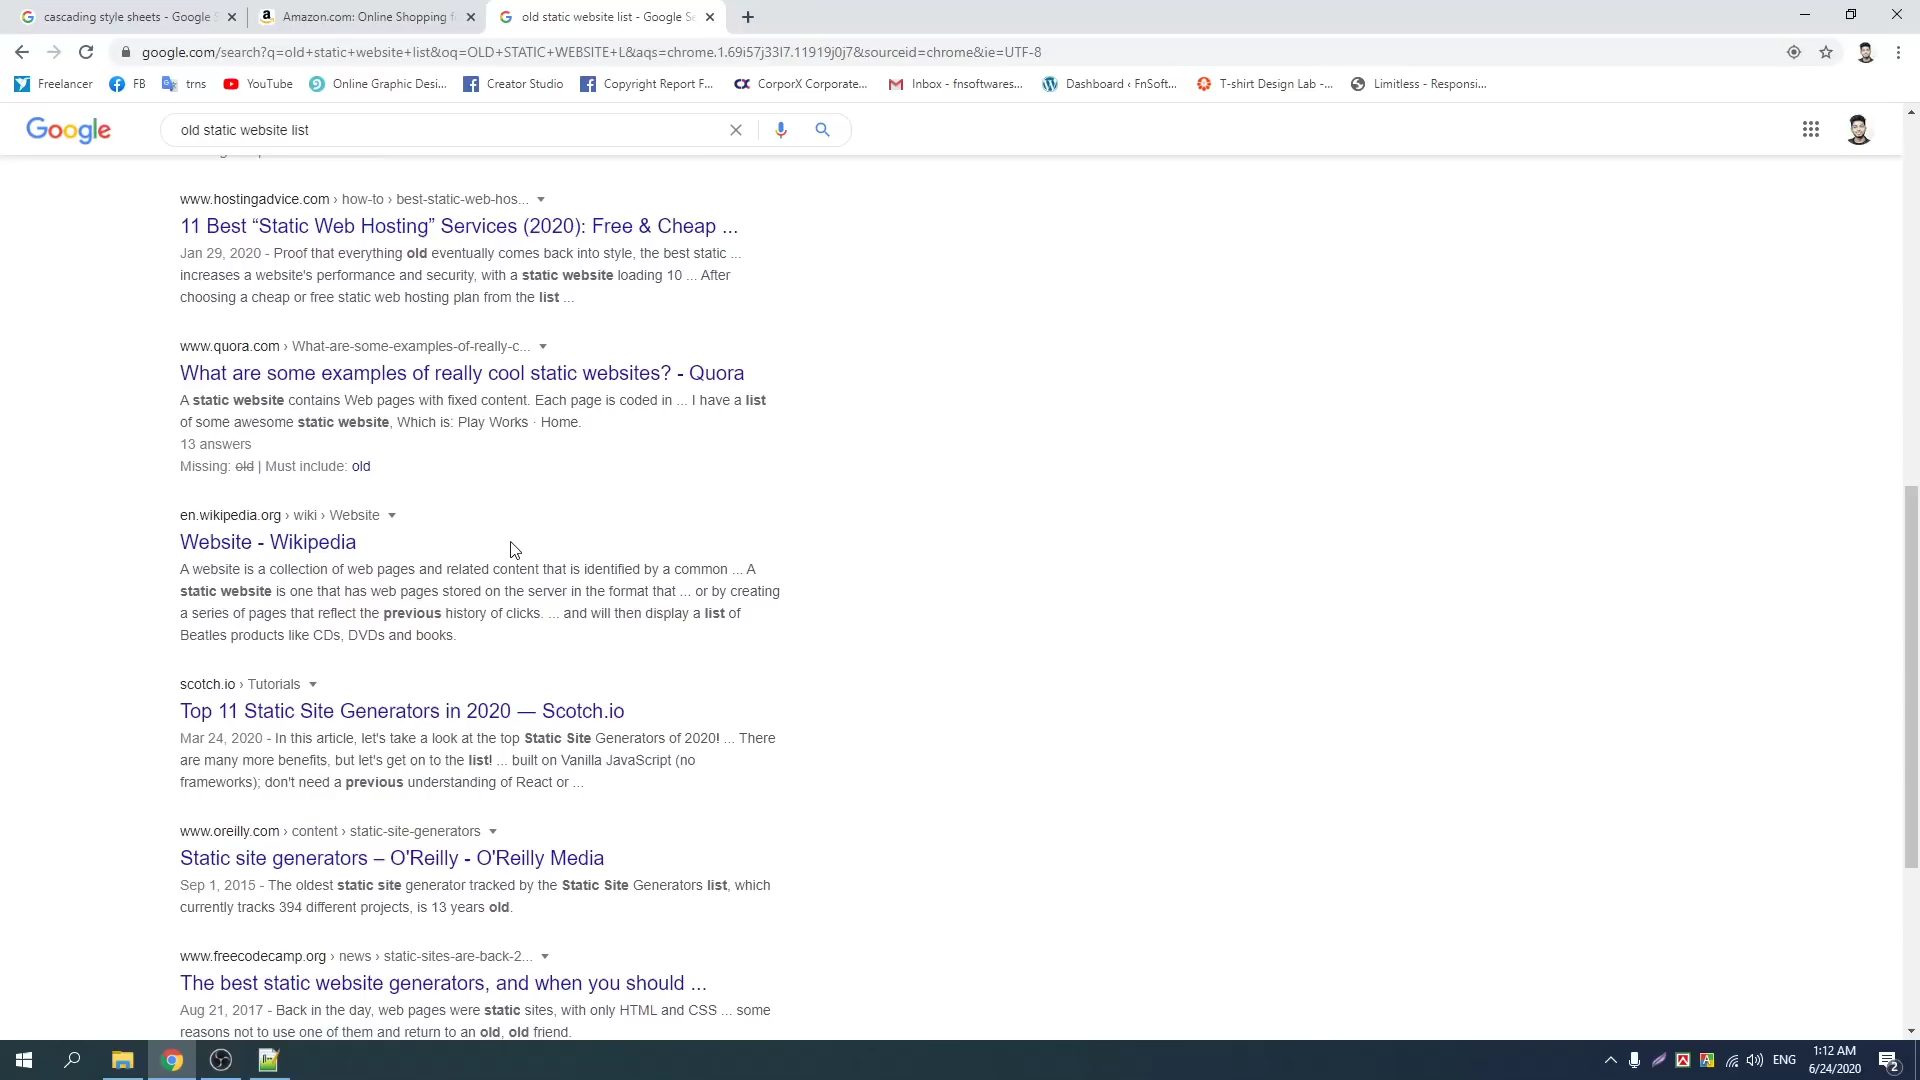 cascading style sheets - Google S
Amazon.com: Online Shopping f
old static website list - Google Se
google.com/search?q=old+static+website+list&oq=OLD+STATIC+WEBSITE+L&aqs=chrome.1.69i57j33l7.11919j0j7&sourceid=chrome&ie=UTF-8
Freelancer
FB
trns
YouTube
Online Graphic Desi...
Creator Studio
Copyright Report F...
CorporX Corporate...
Inbox - fnsoftwares...
Dashboard ‹ FnSoft...
T-shirt Design Lab -...
Limitless - Responsi...
Google
old static website list
www.hostingadvice.com › how-to › best-static-web-hos...
11 Best “Static Web Hosting” Services (2020): Free & Cheap ...
Jan 29, 2020 - Proof that everything old eventually comes back into style, the best static ...
increases a website's performance and security, with a static website loading 10 ... After
choosing a cheap or free static web hosting plan from the list ...
www.quora.com › What-are-some-examples-of-really-c...
What are some examples of really cool static websites? - Quora
A static website contains Web pages with fixed content. Each page is coded in ... I have a list
of some awesome static website, Which is: Play Works · Home.
13 answers
Missing: old | Must include: old
en.wikipedia.org › wiki › Website
Website - Wikipedia
A website is a collection of web pages and related content that is identified by a common ... A
static website is one that has web pages stored on the server in the format that ... or by creating
a series of pages that reflect the previous history of clicks. ... and will then display a list of
Beatles products like CDs, DVDs and books.
scotch.io › Tutorials
Top 11 Static Site Generators in 2020 — Scotch.io
Mar 24, 2020 - In this article, let's take a look at the top Static Site Generators of 2020! ... There
are many more benefits, but let's get on to the list! ... built on Vanilla JavaScript (no
frameworks); don't need a previous understanding of React or ...
www.oreilly.com › content › static-site-generators
Static site generators – O'Reilly - O'Reilly Media
Sep 1, 2015 - The oldest static site generator tracked by the Static Site Generators list, which
currently tracks 394 different projects, is 13 years old.
www.freecodecamp.org › news › static-sites-are-back-2...
The best static website generators, and when you should ...
Aug 21, 2017 - Back in the day, web pages were static sites, with only HTML and CSS ... some
reasons not to use one of them and return to an old, old friend.
ENG
1:12 AM
6/24/2020
2